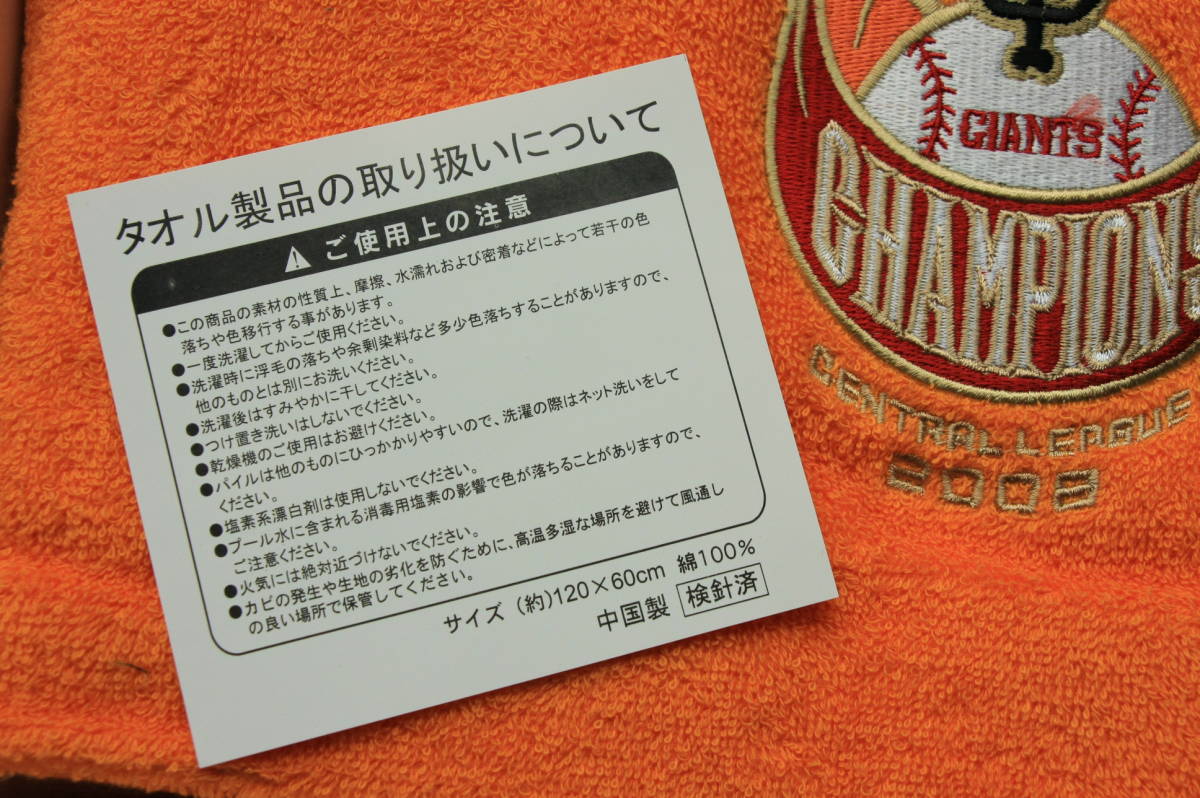 タオル製品の取り扱いについて
ご使用上の注意
●この商品の素材の性質上、摩擦、水濡れおよび密着などによって若干の色
落ちや色移行する事があります。
●一度洗濯してからご使用ください。
●洗濯時に浮毛の落ちや余剰染料など多少色落ちすることがありますので、
他のものとは別にお洗いください。
●洗濯後はすみやかに干してください。
●つけ置き洗いはしないでください。
●乾燥機のご使用はお避けください。
●パイルは他のものにひっかかりやすいので、洗濯の際はネット洗いをして
ください。
●塩素系漂白剤は使用しないでください。
●プール水に含まれる消毒用塩素の影響で色が落ちることがありますので、
ご注意ください。
●火気には絶対近づけないでください。
●カビの発生や生地の劣化を防ぐために、高温多湿な場所を避けて風通し
の良い場所で保管してください。
サイズ (約)120×60cm 綿100%
中国製 検針済
GIANTS
CHAMPIONS
CENTRAL LEAGUE
2008